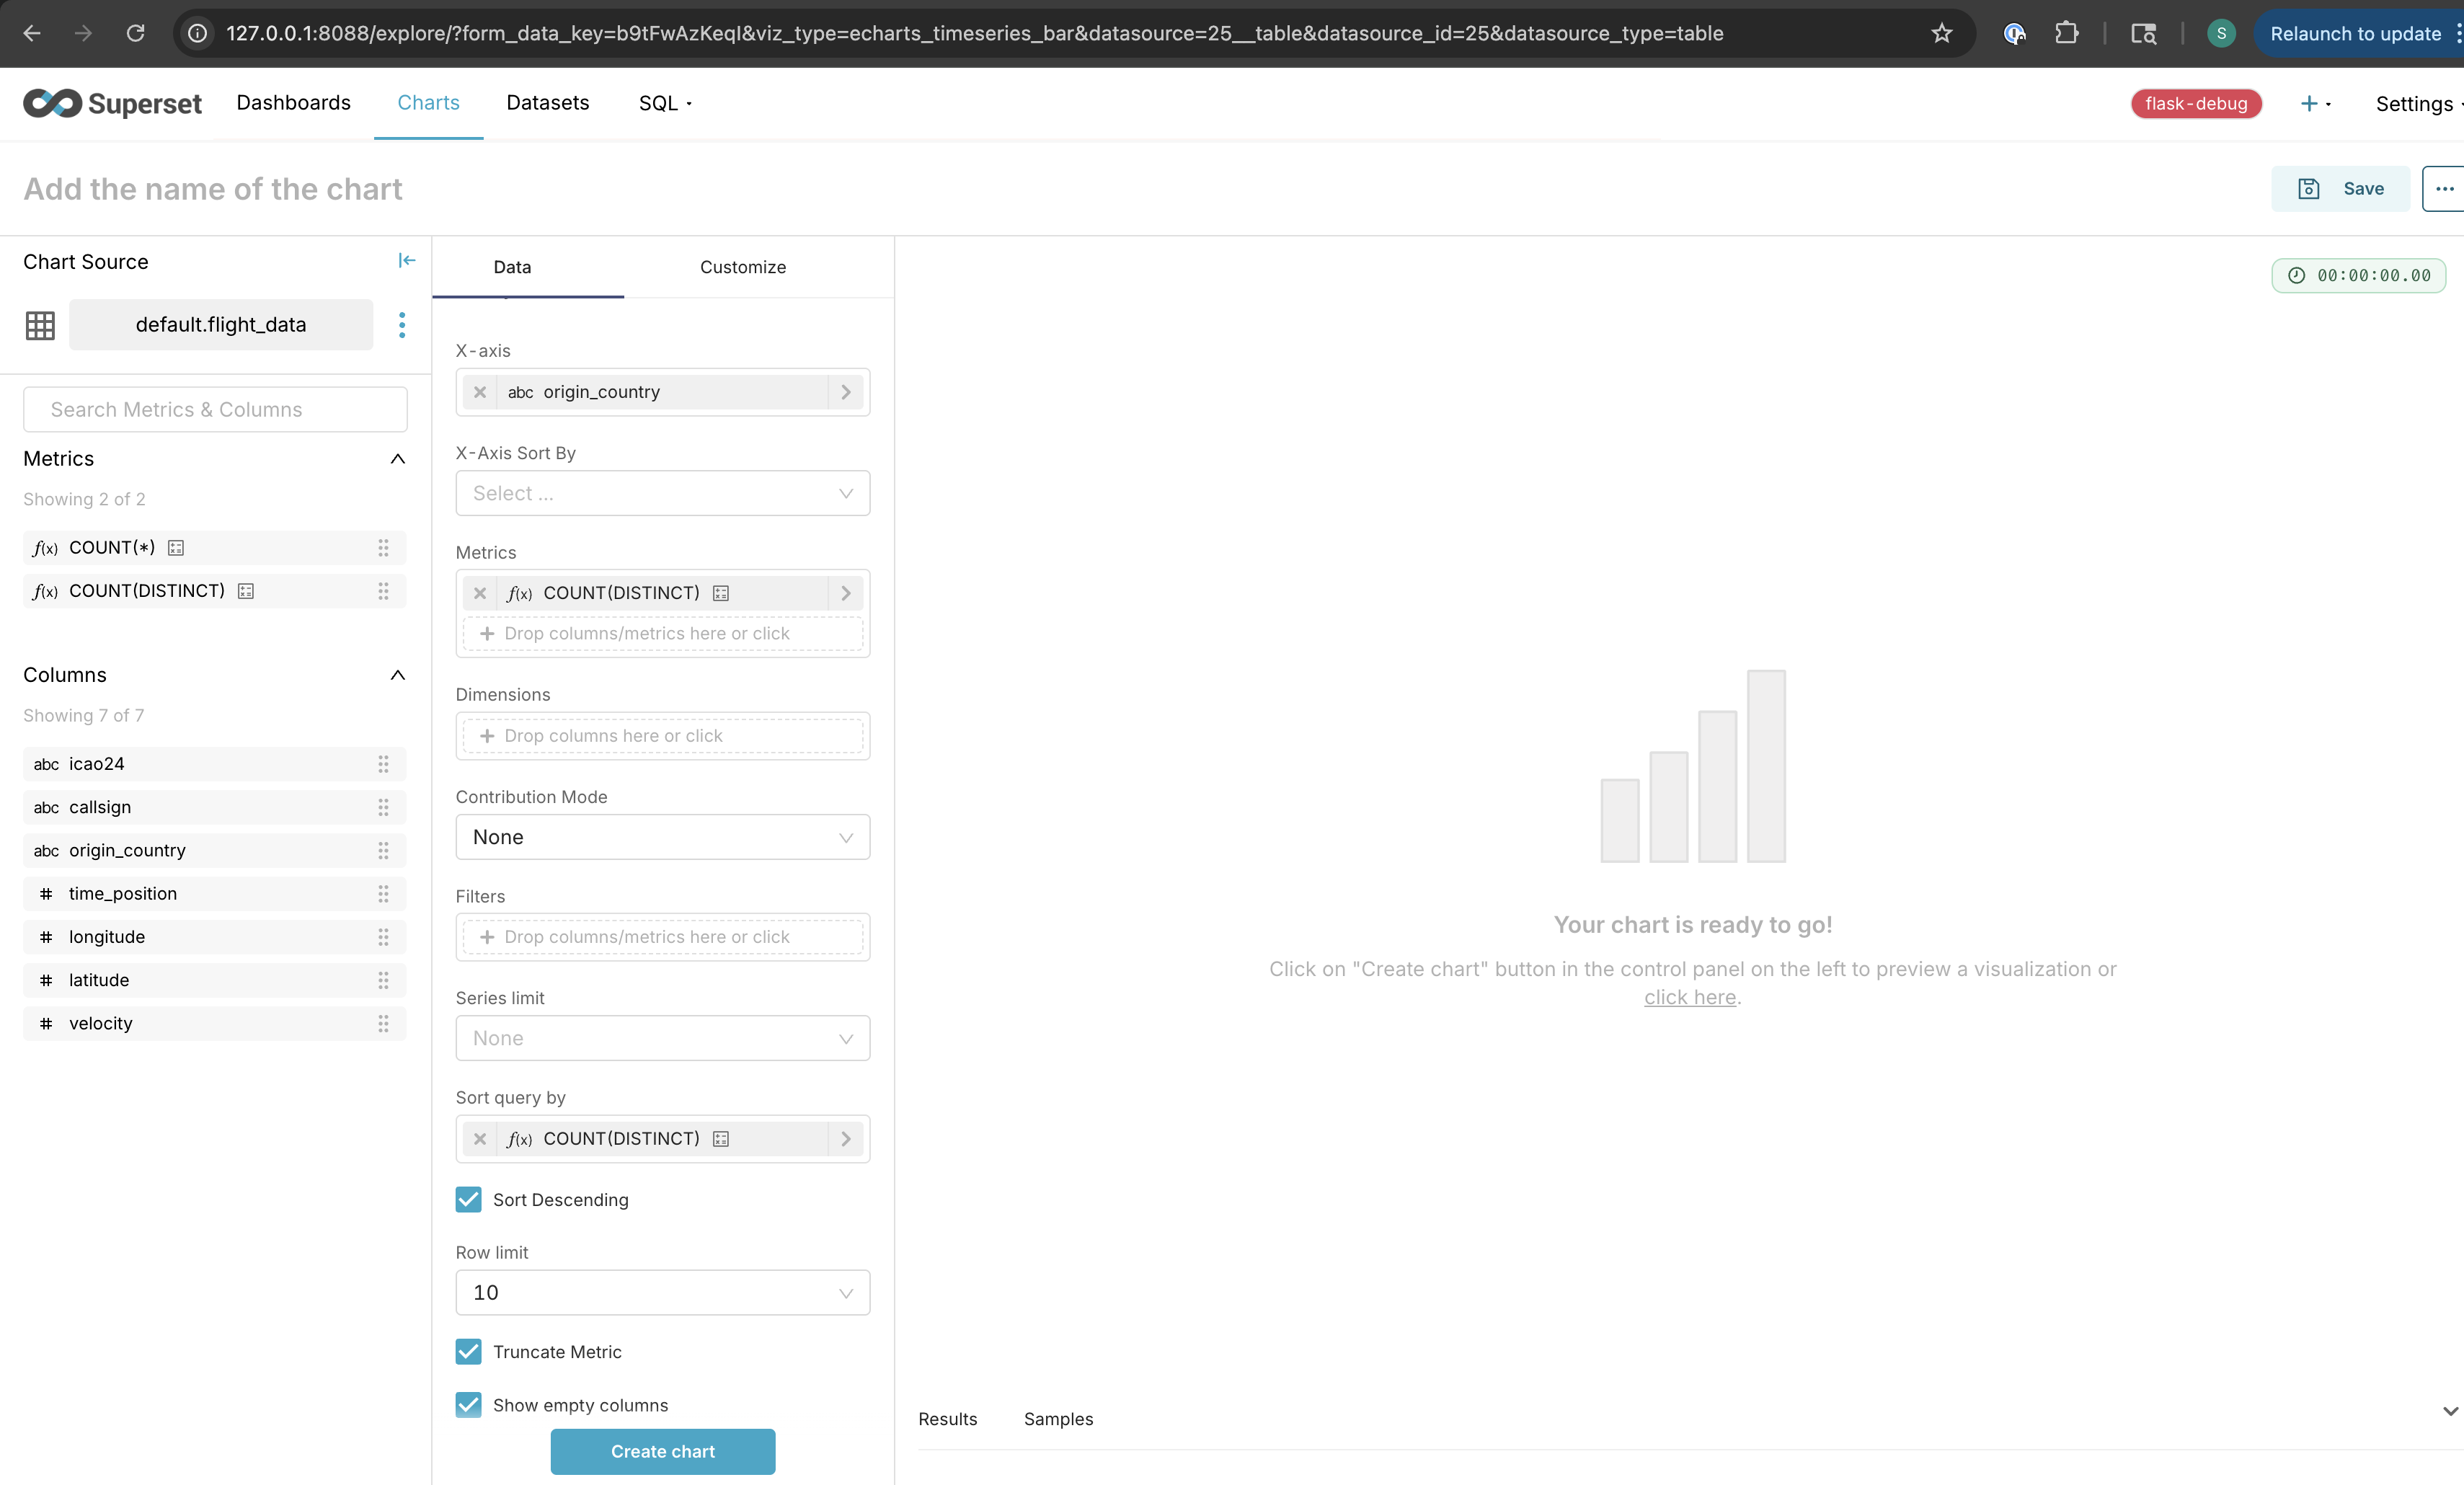 127.0.0.1:8088/explore/?form_data_key=b9tFwAzKeqI&viz_type=echarts_timeseries_bar&datasource=25__table&datasource_id=25&datasource_type=table
S
Relaunch to update
Superset
Dashboards
Charts
Datasets
SQL
flask-debug
+
Settings
Add the name of the chart
Save
Chart Source
default.flight_data
Search Metrics & Columns
Metrics
Showing 2 of 2
f(x) COUNT(*)
f(x) COUNT(DISTINCT)
Columns
Showing 7 of 7
abc icao24
abc callsign
abc origin_country
# time_position
# longitude
# latitude
# velocity
Data
Customize
X-axis
abc origin_country
X-Axis Sort By
Select ...
Metrics
f(x) COUNT(DISTINCT)
+ Drop columns/metrics here or click
Dimensions
+ Drop columns here or click
Contribution Mode
None
Filters
+ Drop columns/metrics here or click
Series limit
None
Sort query by
f(x) COUNT(DISTINCT)
Sort Descending
Row limit
10
Truncate Metric
Show empty columns
Create chart
00:00:00.00
Your chart is ready to go!
Click on "Create chart" button in the control panel on the left to preview a visualization or
click here.
Results
Samples